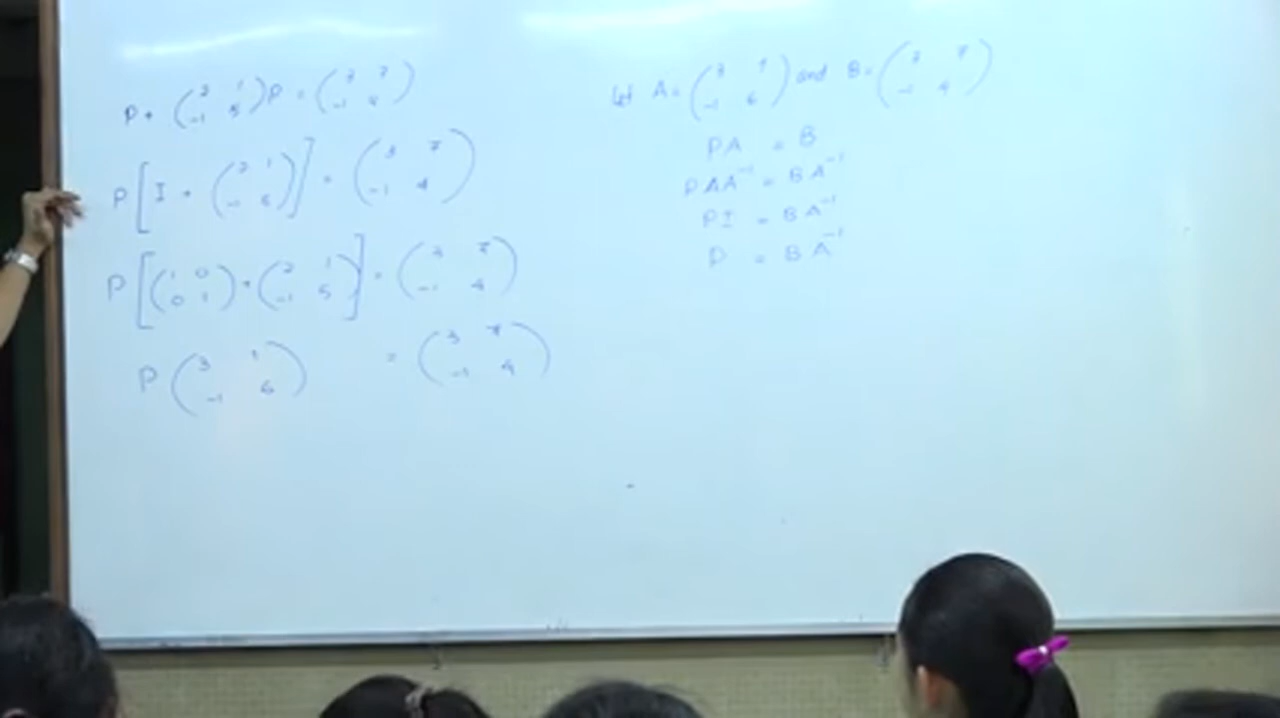 P + (2 1 -1 5) P = (3 7 -1 4)
P [ I + (2 1 -1 5) ] = (3 7 -1 4)
P [ (1 0 0 1) + (2 1 -1 5) ] = (3 7 -1 4)
P (3 1 -1 6) = (3 7 -1 4)
Let A = (3 1 -1 6) and B = (3 7 -1 4)
PA = B
PAA⁻¹ = BA⁻¹
PI = BA⁻¹
P = BA⁻¹